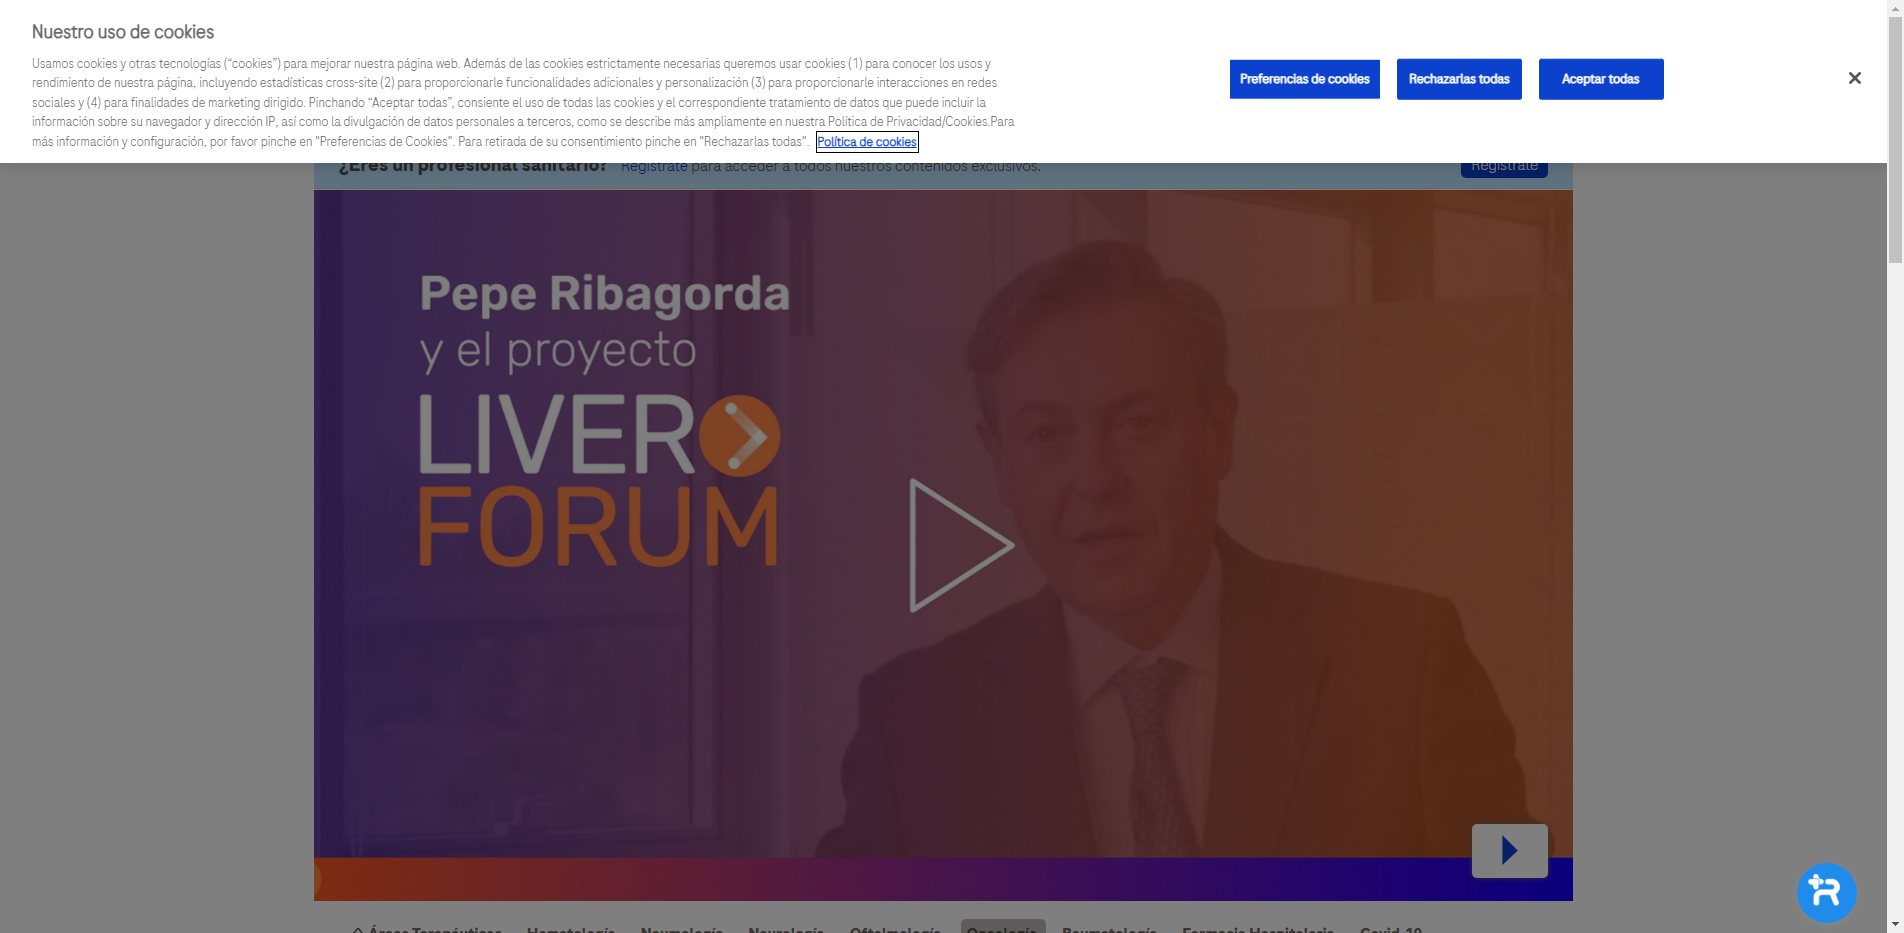 Nuestro uso de cookies
Usamos cookies y otras tecnologías (“cookies”) para mejorar nuestra página web. Además de las cookies estrictamente necesarias queremos usar cookies (1) para conocer los usos y
rendimiento de nuestra página, incluyendo estadísticas cross-site (2) para proporcionarle funcionalidades adicionales y personalización (3) para proporcionarle interacciones en redes
sociales y (4) para finalidades de marketing dirigido. Pinchando “Aceptar todas”, consiente el uso de todas las cookies y el correspondiente tratamiento de datos que puede incluir la
información sobre su navegador y dirección IP, así como la divulgación de datos personales a terceros, como se describe más ampliamente en nuestra Política de Privacidad/Cookies.Para
más información y configuración, por favor pinche en "Preferencias de Cookies". Para retirada de su consentimiento pinche en "Rechazarlas todas". Política de cookies
Preferencias de cookies
Rechazarlas todas
Aceptar todas
¿Eres un profesional sanitario? Regístrate para acceder a todos nuestros contenidos exclusivos.
Regístrate
Pepe Ribagorda
y el proyecto
LIVER
FORUM
Áreas Terapéuticas Hematología Neumología Neurología Oftalmología Oncología Reumatología Farmacia Hospitalaria Covid-19